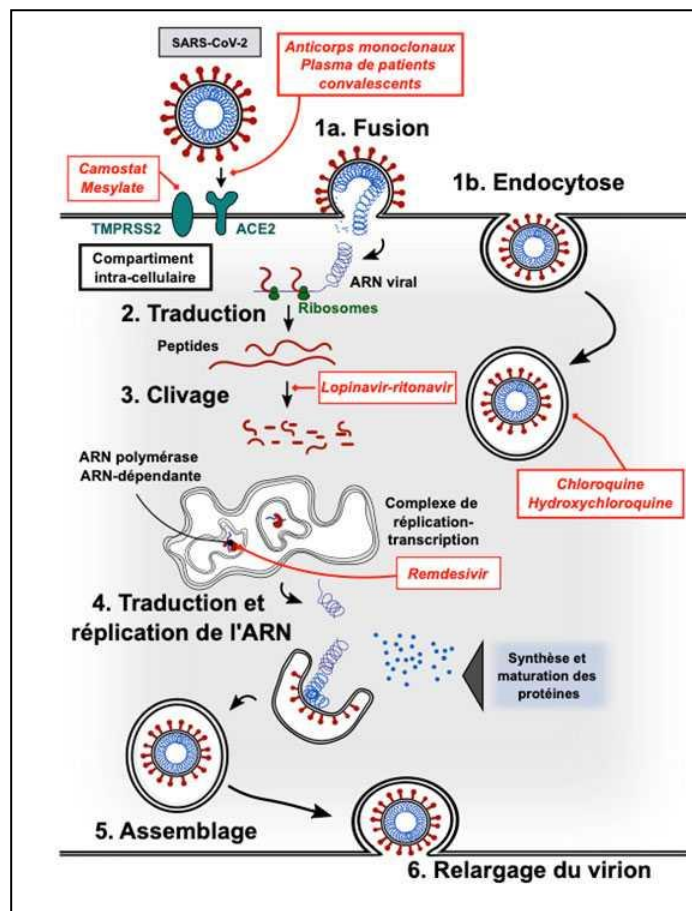 SARS-CoV-2
Anticorps monoclonaux
Plasma de patients
convalescents
1a. Fusion
Camostat
Mesylate
1b. Endocytose
TMPRSS2
ACE2
Compartiment
intra-cellulaire
ARN viral
Ribosomes
2. Traduction
Peptides
Lopinavir-ritonavir
3. Clivage
ARN polymérase
ARN-dépendante
Chloroquine
Hydroxychloroquine
Complexe de
réplication-
transcription
Remdesivir
4. Traduction et
réplication de l'ARN
Synthèse et
maturation des
protéines
5. Assemblage
6. Relargage du virion